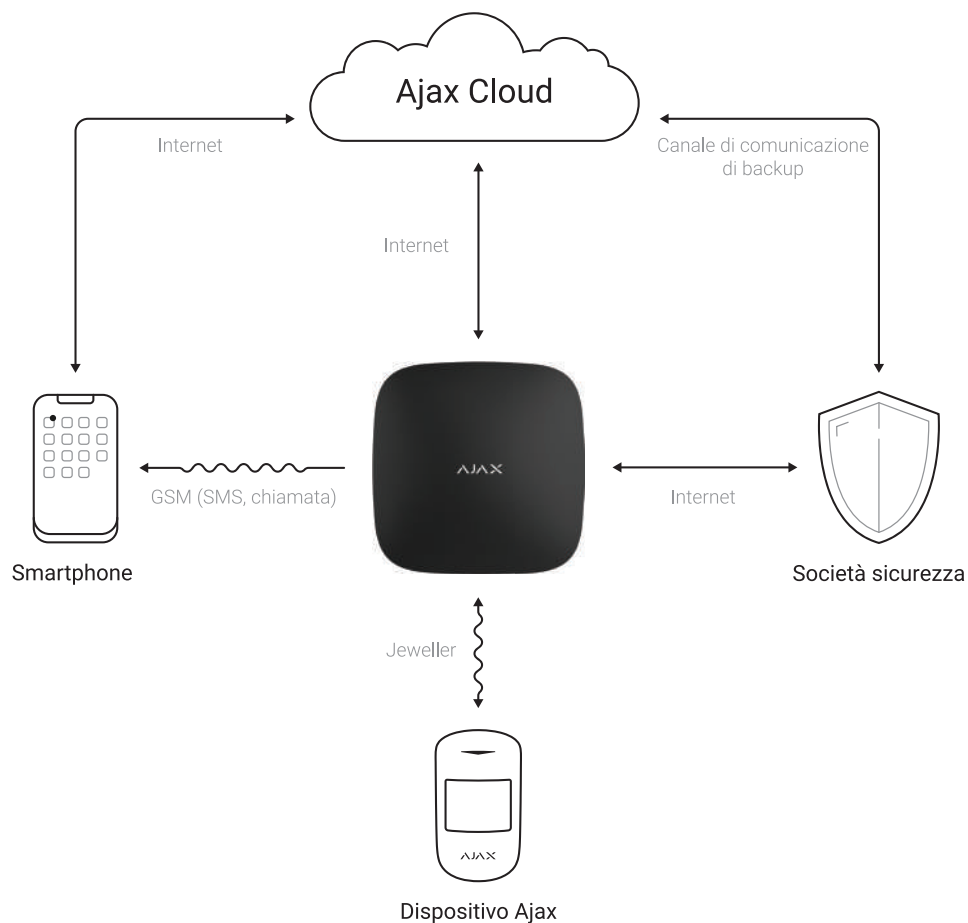 Ajax Cloud
Internet
Canale di comunicazione
di backup
Internet
AJAX
GSM (SMS, chiamata)
Internet
Smartphone
Società sicurezza
Jeweller
AJAX
Dispositivo Ajax